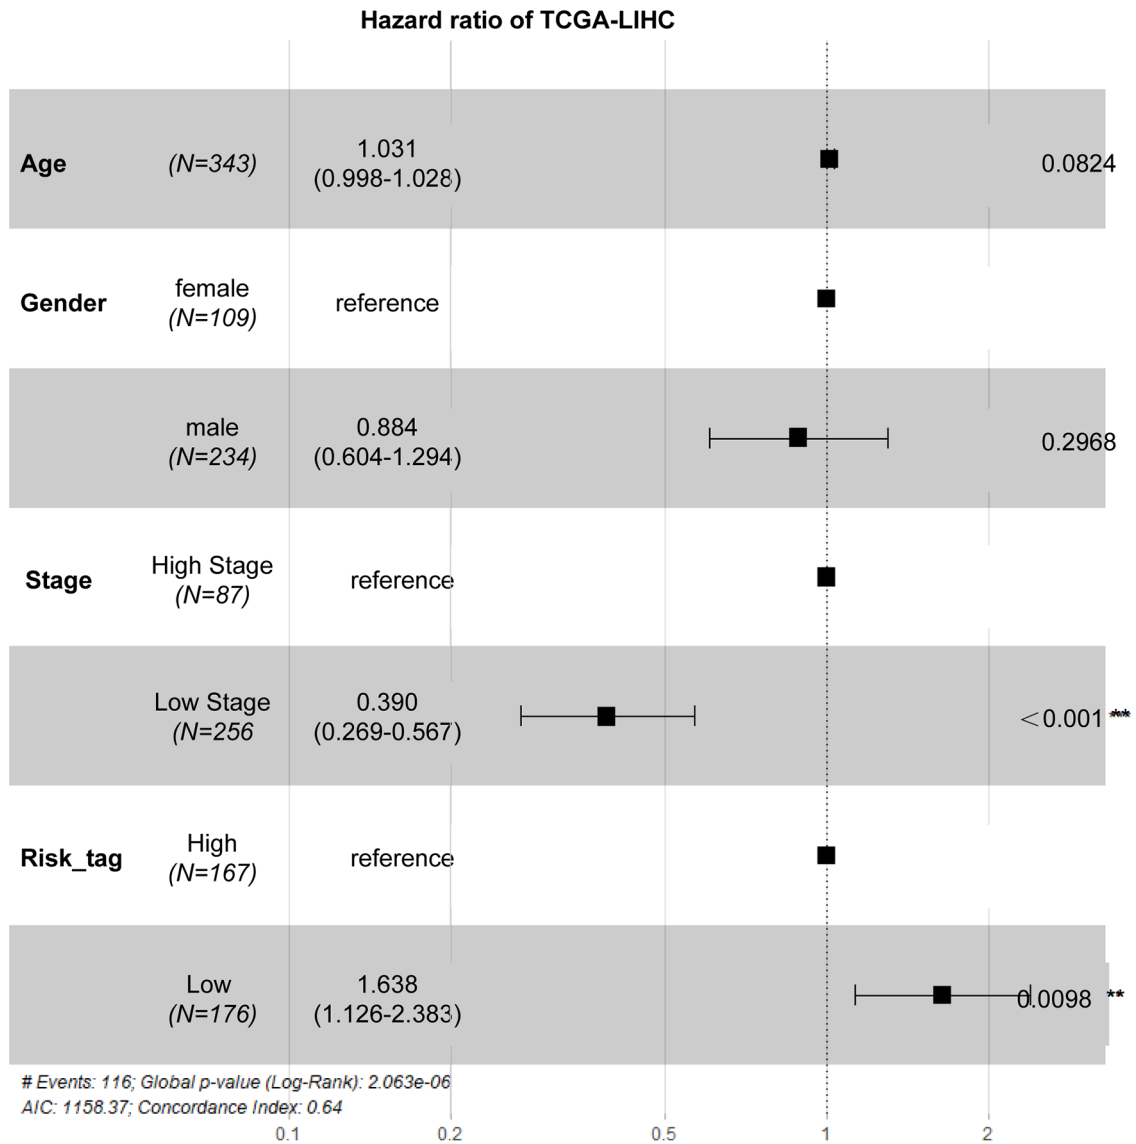 Hazard ratio of TCGA-LIHC
Age (N=343) 1.031 0.0824
(0.998-1.028)
Gender female reference
(N=109)
male 0.884 0.2968
(N=234) (0.604-1.294)
Stage High Stage reference
(N=87)
Low Stage 0.390 <0.001 **
(N=256 (0.269-0.567)
Risk_tag High reference
(N=167)
Low 1.638 0.0098 **
(N=176) (1.126-2.383)
# Events: 116; Global p-value (Log-Rank): 2.063e-06
AIC: 1158.37; Concordance Index: 0.64
0.1 0.2 0.5 1 2